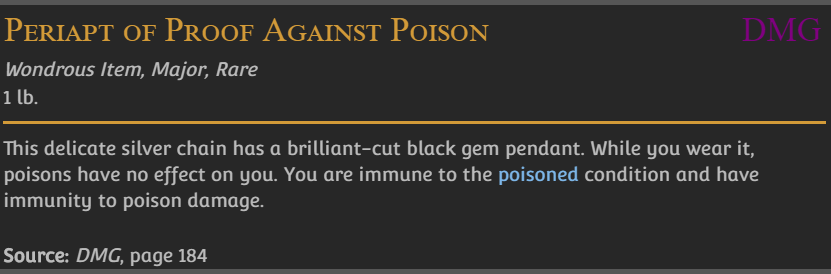 Periapt of Proof Against Poison DMG
Wondrous Item, Major, Rare
1 lb.
This delicate silver chain has a brilliant-cut black gem pendant. While you wear it,
poisons have no effect on you. You are immune to the poisoned condition and have
immunity to poison damage.
Source: DMG, page 184